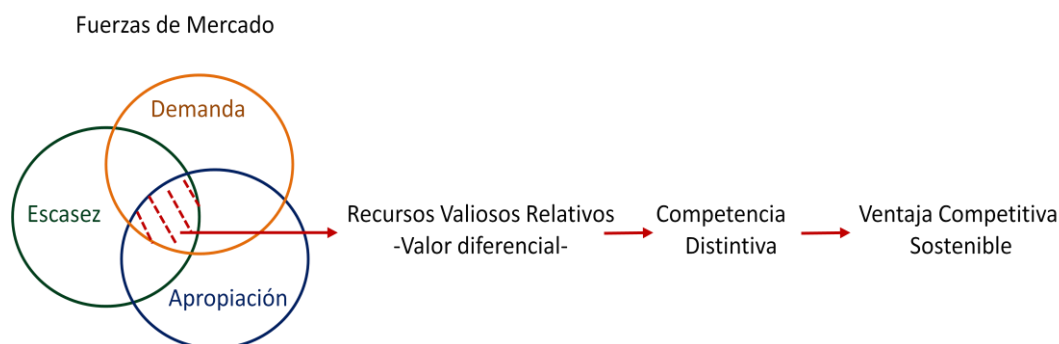 Fuerzas de Mercado
Demanda
Escasez
Apropiación
Recursos Valiosos Relativos
-Valor diferencial-
Competencia
Distintiva
Ventaja Competitiva
Sostenible